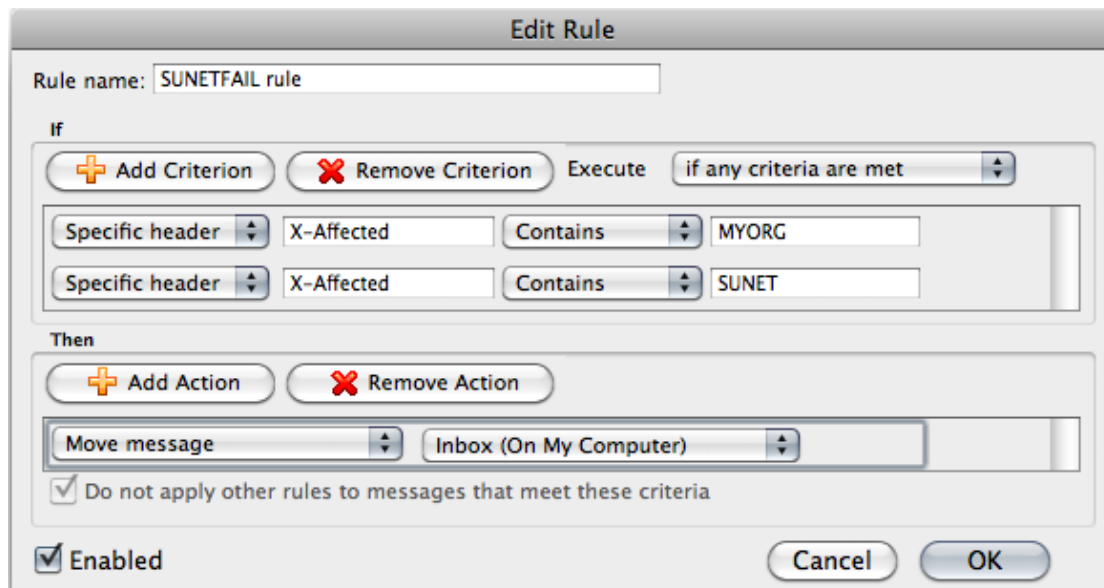 Edit Rule
Rule name: SUNETFAIL rule
If
Add Criterion Remove Criterion Execute if any criteria are met
Specific header X-Affected Contains MYORG
Specific header X-Affected Contains SUNET
Then
Add Action Remove Action
Move message Inbox (On My Computer)
Do not apply other rules to messages that meet these criteria
Enabled Cancel OK